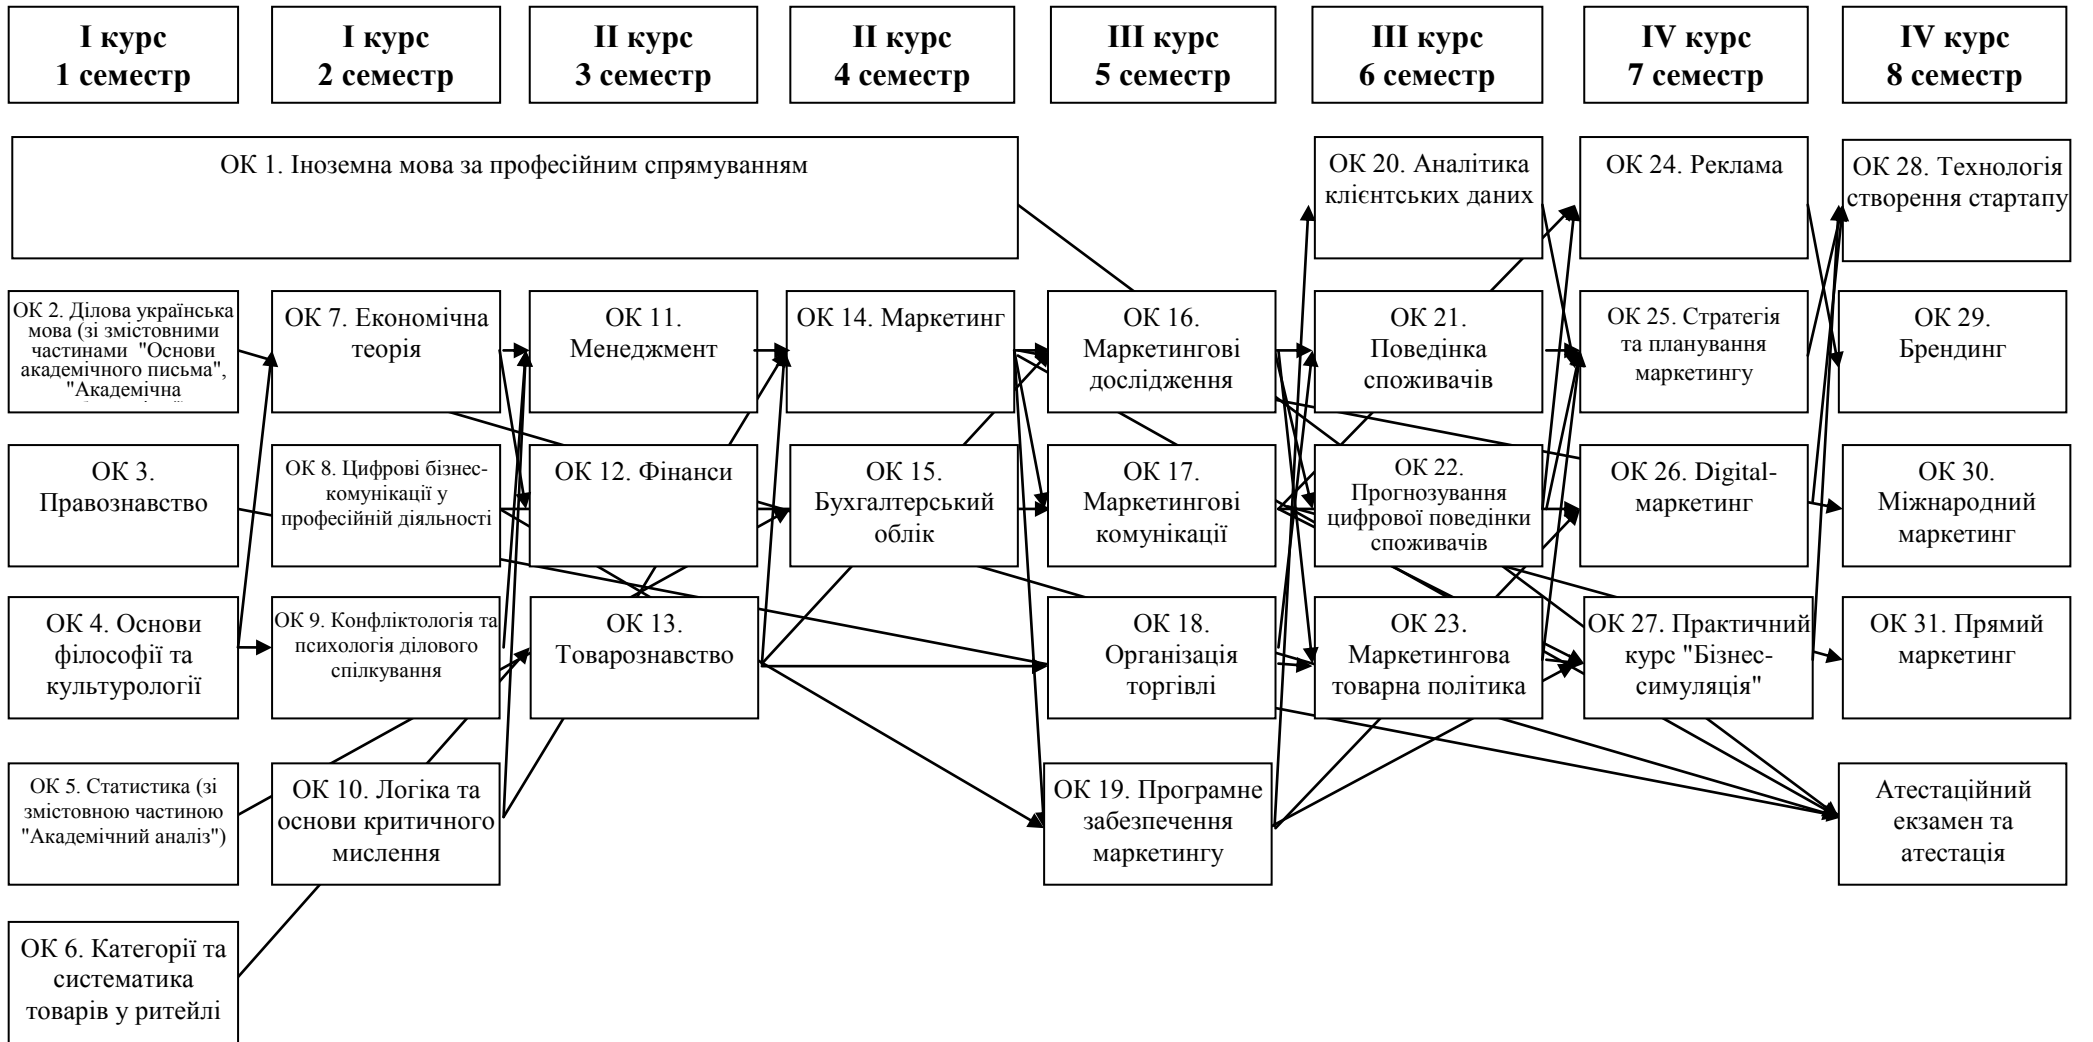 І курс
1 семестр
І курс
2 семестр
ІІ курс
3 семестр
ІІ курс
4 семестр
ІІІ курс
5 семестр
ІІІ курс
6 семестр
IV курс
7 семестр
IV курс
8 семестр
ОК 1. Іноземна мова за професійним спрямуванням
ОК 20. Аналітика
клієнтських даних
ОК 24. Реклама
ОК 28. Технологія
створення стартапу
ОК 2. Ділова українська
мова (зі змістовними
частинами "Основи
академічного письма",
"Академічна
ОК 7. Економічна
теорія
ОК 11.
Менеджмент
ОК 14. Маркетинг
ОК 16.
Маркетингові
дослідження
ОК 21.
Поведінка
споживачів
ОК 25. Стратегія
та планування
маркетингу
ОК 29.
Брендинг
ОК 3.
Правознавство
ОК 8. Цифрові бізнес-
комунікації у
професійній діяльності
ОК 12. Фінанси
ОК 15.
Бухгалтерський
облік
ОК 17.
Маркетингові
комунікації
ОК 22.
Прогнозування
цифрової поведінки
споживачів
ОК 26. Digital-
маркетинг
ОК 30.
Міжнародний
маркетинг
ОК 4. Основи
філософії та
культурології
ОК 9. Конфліктологія та
психологія ділового
спілкування
ОК 13.
Товарознавство
ОК 18.
Організація
торгівлі
ОК 23.
Маркетингова
товарна політика
ОК 27. Практичний
курс "Бізнес-
симуляція"
ОК 31. Прямий
маркетинг
ОК 5. Статистика (зі
змістовною частиною
"Академічний аналіз")
ОК 10. Логіка та
основи критичного
мислення
ОК 19. Програмне
забезпечення
маркетингу
Атестаційний
екзамен та
атестація
ОК 6. Категорії та
систематика
товарів у ритейлі